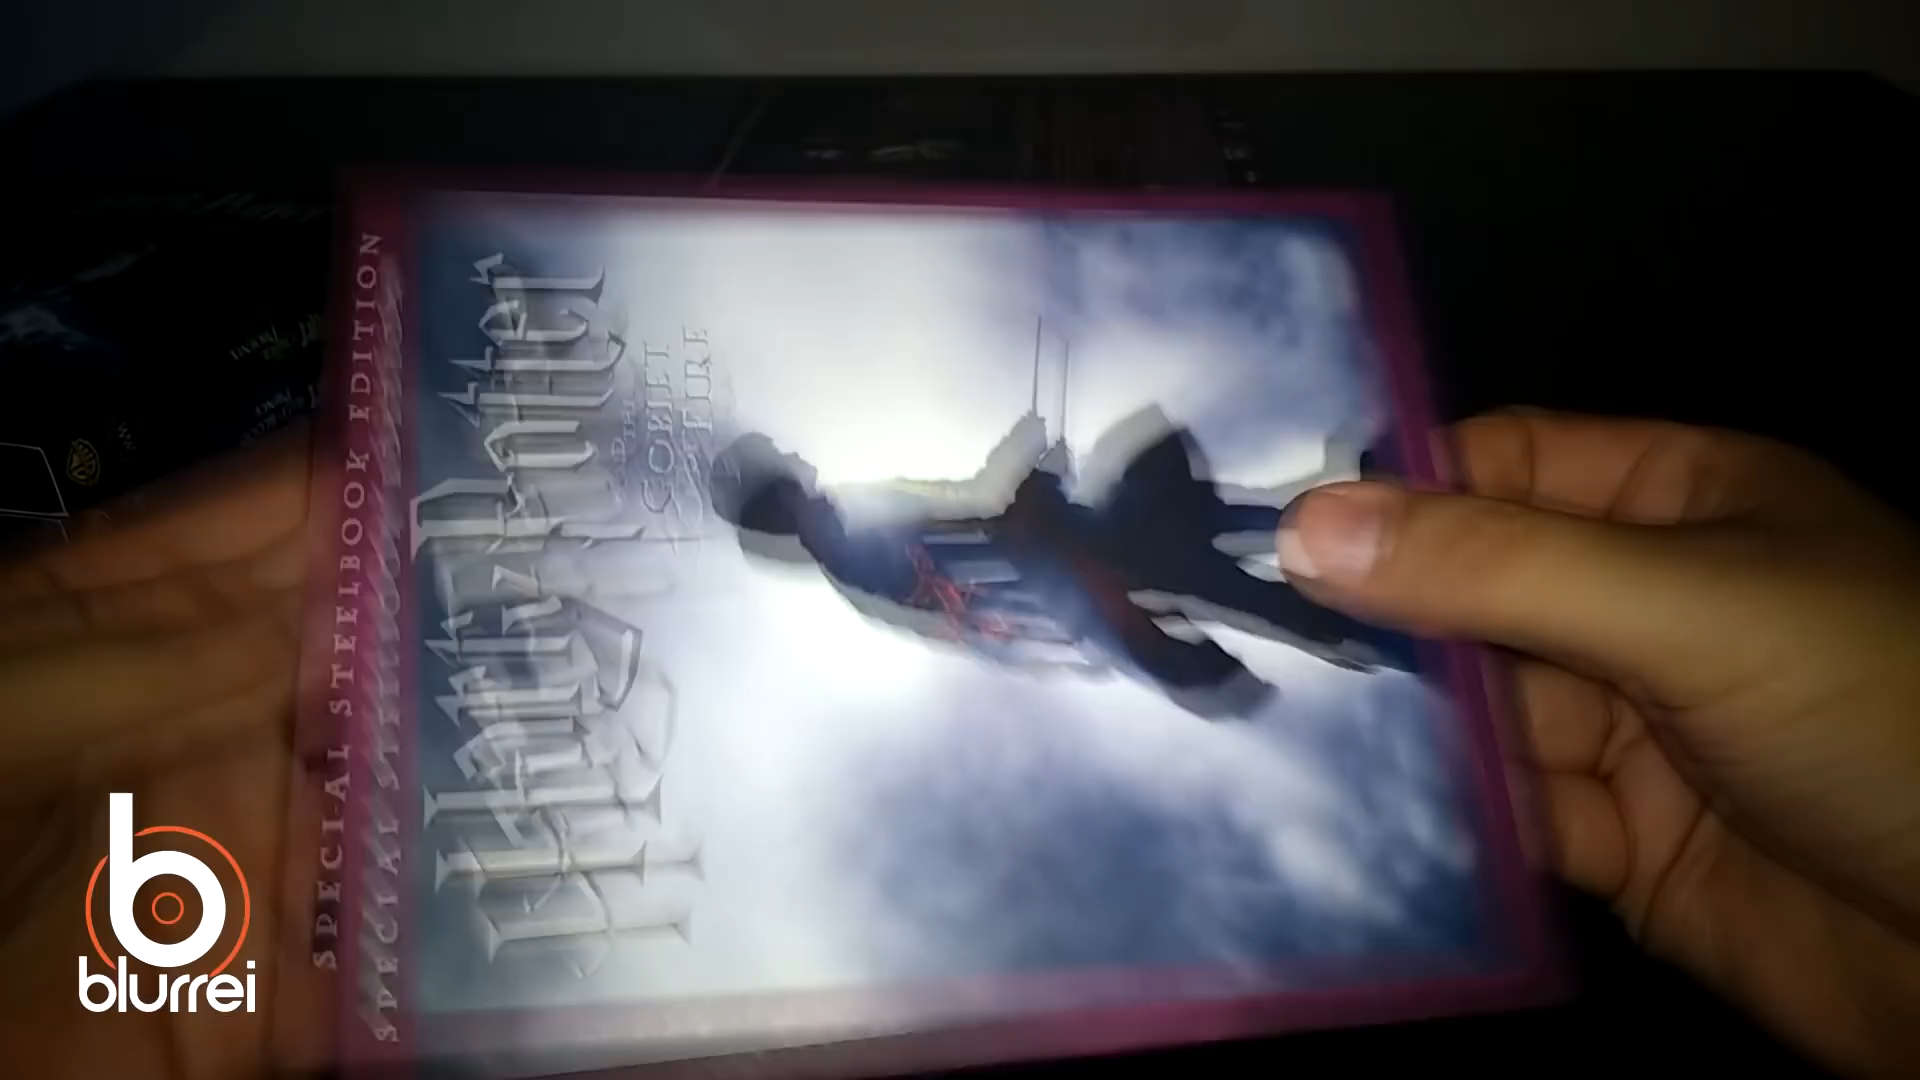 SPECIAL STEELBOOK EDITION
Harry Potter
AND THE
GOBLET
OF FIRE
blurrei